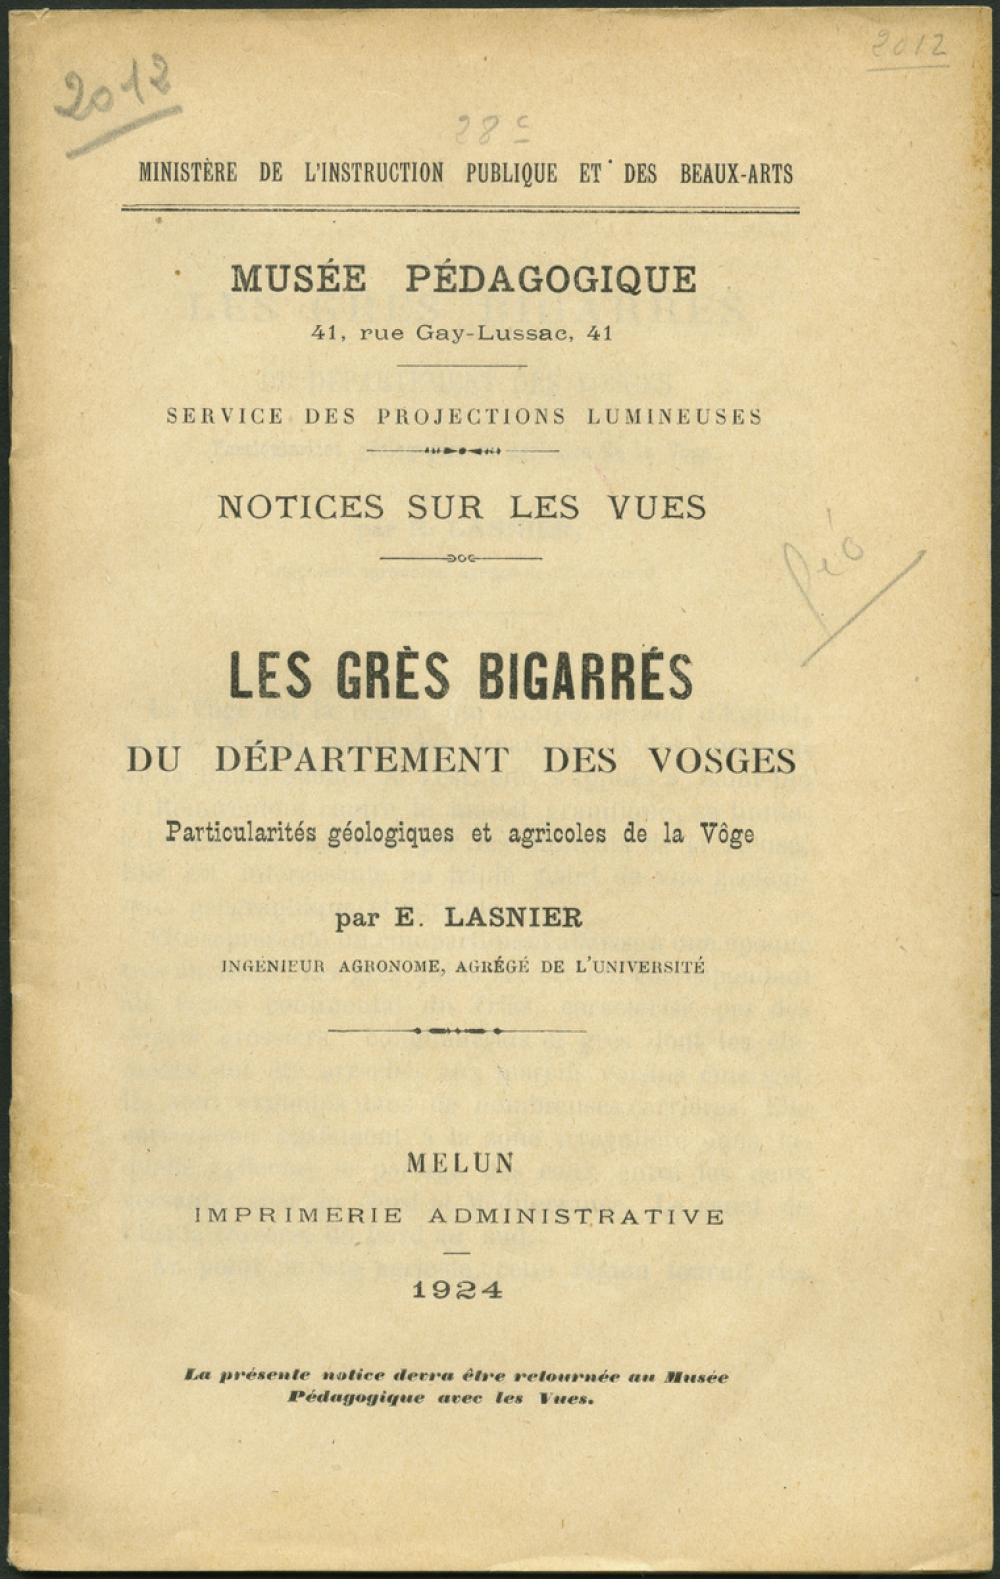 2012
2012
28 c
MINISTÈRE DE L'INSTRUCTION PUBLIQUE ET DES BEAUX-ARTS
MUSÉE PÉDAGOGIQUE
41, rue Gay-Lussac, 41
SERVICE DES PROJECTIONS LUMINEUSES
NOTICES SUR LES VUES
LES GRÈS BIGARRÉS
DU DÉPARTEMENT DES VOSGES
Particularités géologiques et agricoles de la Vôge
par E. LASNIER
INGÉNIEUR AGRONOME, AGRÉGÉ DE L'UNIVERSITÉ
MELUN
IMPRIMERIE ADMINISTRATIVE
1924
La présente notice devra être retournée au Musée
Pédagogique avec les Vues.